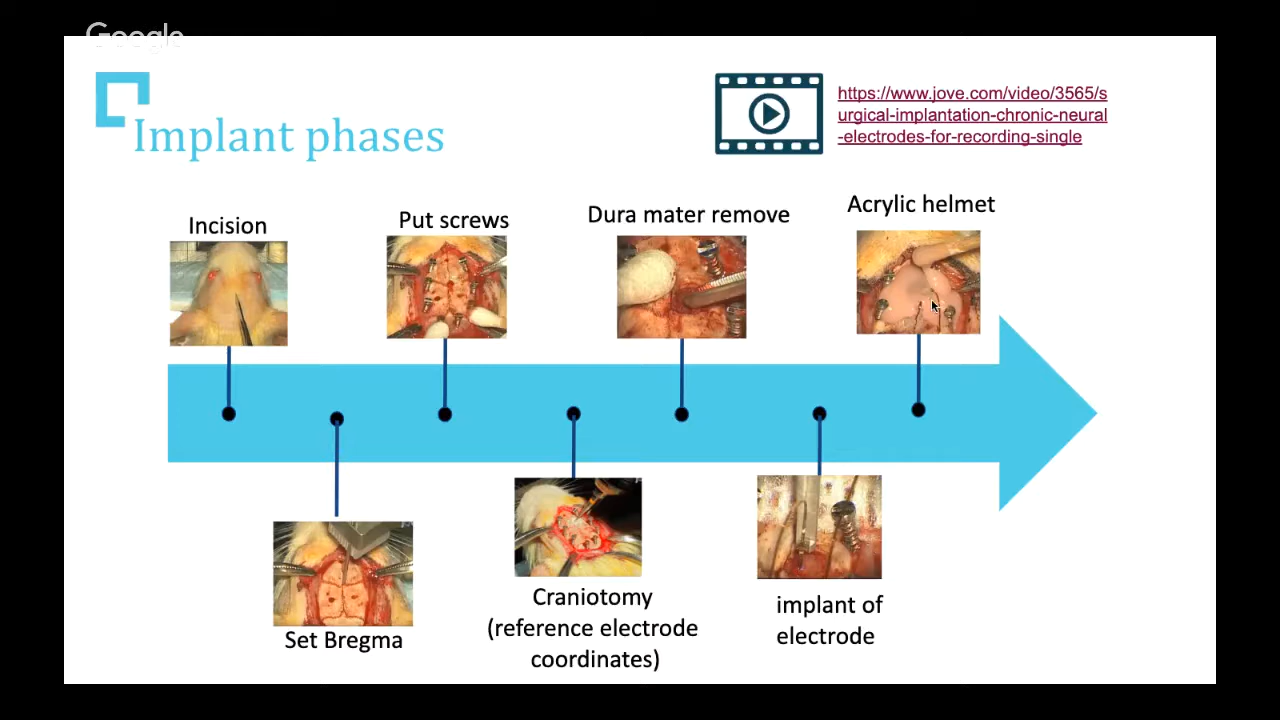 Google
Implant phases
https://www.jove.com/video/3565/s
urgical-implantation-chronic-neural
-electrodes-for-recording-single
Incision
Put screws
Dura mater remove
Acrylic helmet
Set Bregma
Craniotomy
(reference electrode
coordinates)
implant of
electrode